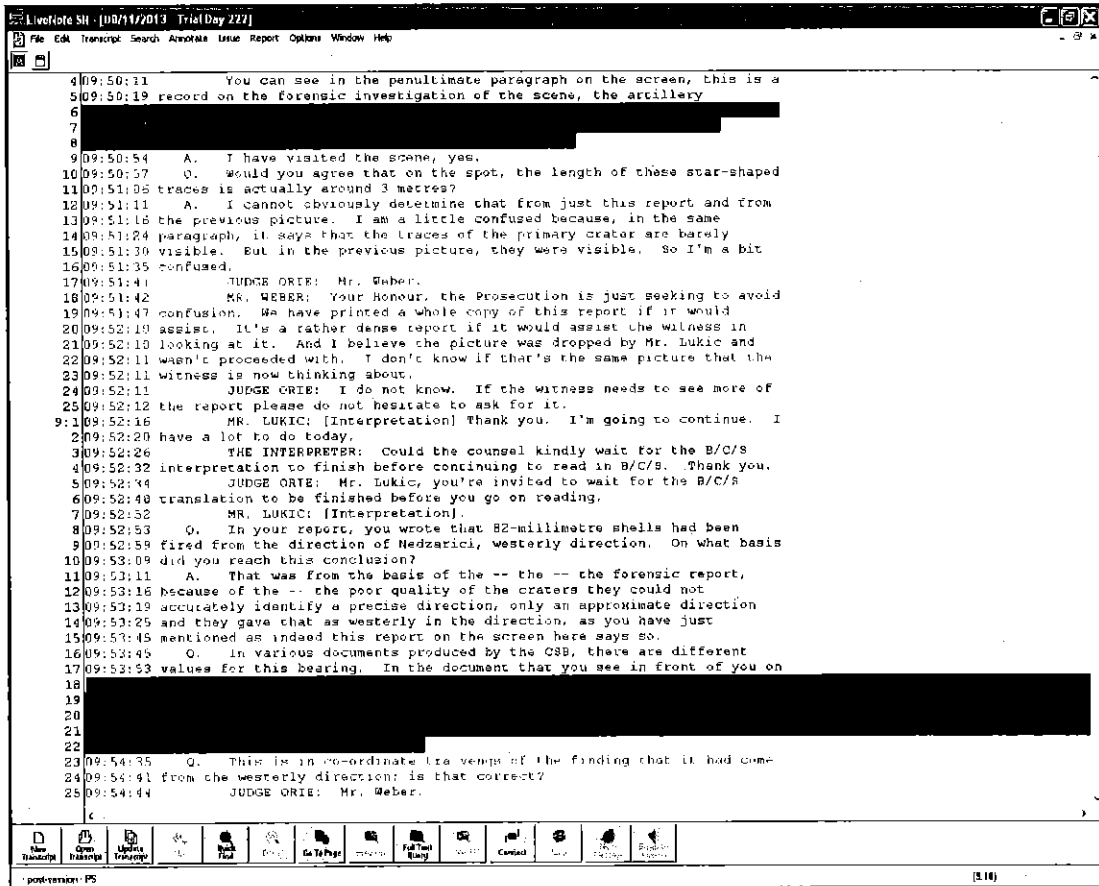 LiveNote SR - [00/11/2013 Trial Day 222]
File Edit Transcript Search Annotate Issue Report Options Window Help
4 09:50:11 You can see in the penultimate paragraph on the screen, this is a
5 09:50:19 record on the forensic investigation of the scene, the artillery
6
7
8
9 09:50:54 A. I have visited the scene, yes.
10 09:50:57 Q. Would you agree that on the spot, the length of these star-shaped
11 09:51:06 traces is actually around 3 metres?
12 09:51:11 A. I cannot obviously determine that from just this report and from
13 09:51:16 the previous picture. I am a little confused because, in the same
14 09:51:24 paragraph, it says that the traces of the primary crator are barely
15 09:51:30 visible. But in the previous picture, they were visible. So I'm a bit
16 09:51:35 confused.
17 09:51:41 JUDGE ORIE: Mr. Weber.
18 09:51:42 MR. WEBER: Your Honour, the Prosecution is just seeking to avoid
19 09:51:47 confusion. We have printed a whole copy of this report if it would
20 09:52:10 assist. It's a rather dense report if it would assist the witness in
21 09:52:10 looking at it. And I believe the picture was dropped by Mr. Lukic and
22 09:52:11 wasn't proceeded with. I don't know if that's the same picture that the
23 09:52:11 witness is now thinking about.
24 09:52:11 JUDGE ORIE: I do not know. If the witness needs to see more of
25 09:52:12 the report please do not hesitate to ask for it.
9:1 09:52:16 MR. LUKIC: [Interpretation] Thank you. I'm going to continue. I
2 09:52:20 have a lot to do today.
3 09:52:26 THE INTERPRETER: Could the counsel kindly wait for the B/C/S
4 09:52:32 interpretation to finish before continuing to read in B/C/S. Thank you.
5 09:52:34 JUDGE ORIE: Mr. Lukic, you're invited to wait for the B/C/S
6 09:52:48 translation to be finished before you go on reading.
7 09:52:52 MR. LUKIC: [Interpretation].
8 09:52:53 Q. In your report, you wrote that 82-millimetre shells had been
9 09:52:59 fired from the direction of Nedzarici, westerly direction. On what basis
10 09:53:09 did you reach this conclusion?
11 09:53:11 A. That was from the basis of the -- the -- the forensic report,
12 09:53:16 because of the -- the poor quality of the craters they could not
13 09:53:19 accurately identify a precise direction, only an approximate direction
14 09:53:25 and they gave that as westerly in the direction, as you have just
15 09:53:45 mentioned as indeed this report on the screen here says so.
16 09:53:45 Q. In various documents produced by the CSB, there are different
17 09:53:53 values for this bearing. In the document that you see in front of you on
18
19
20
21
22
23 09:54:35 Q. This is in co-ordinate tra vengs of the finding that it had come
24 09:54:41 from the westerly direction; is that correct?
25 09:54:44 JUDGE ORIE: Mr. Weber.
New Transcript Open Transcript Update Transcript Quick Find Go To Page Full Text Query Connect
post-version - PS